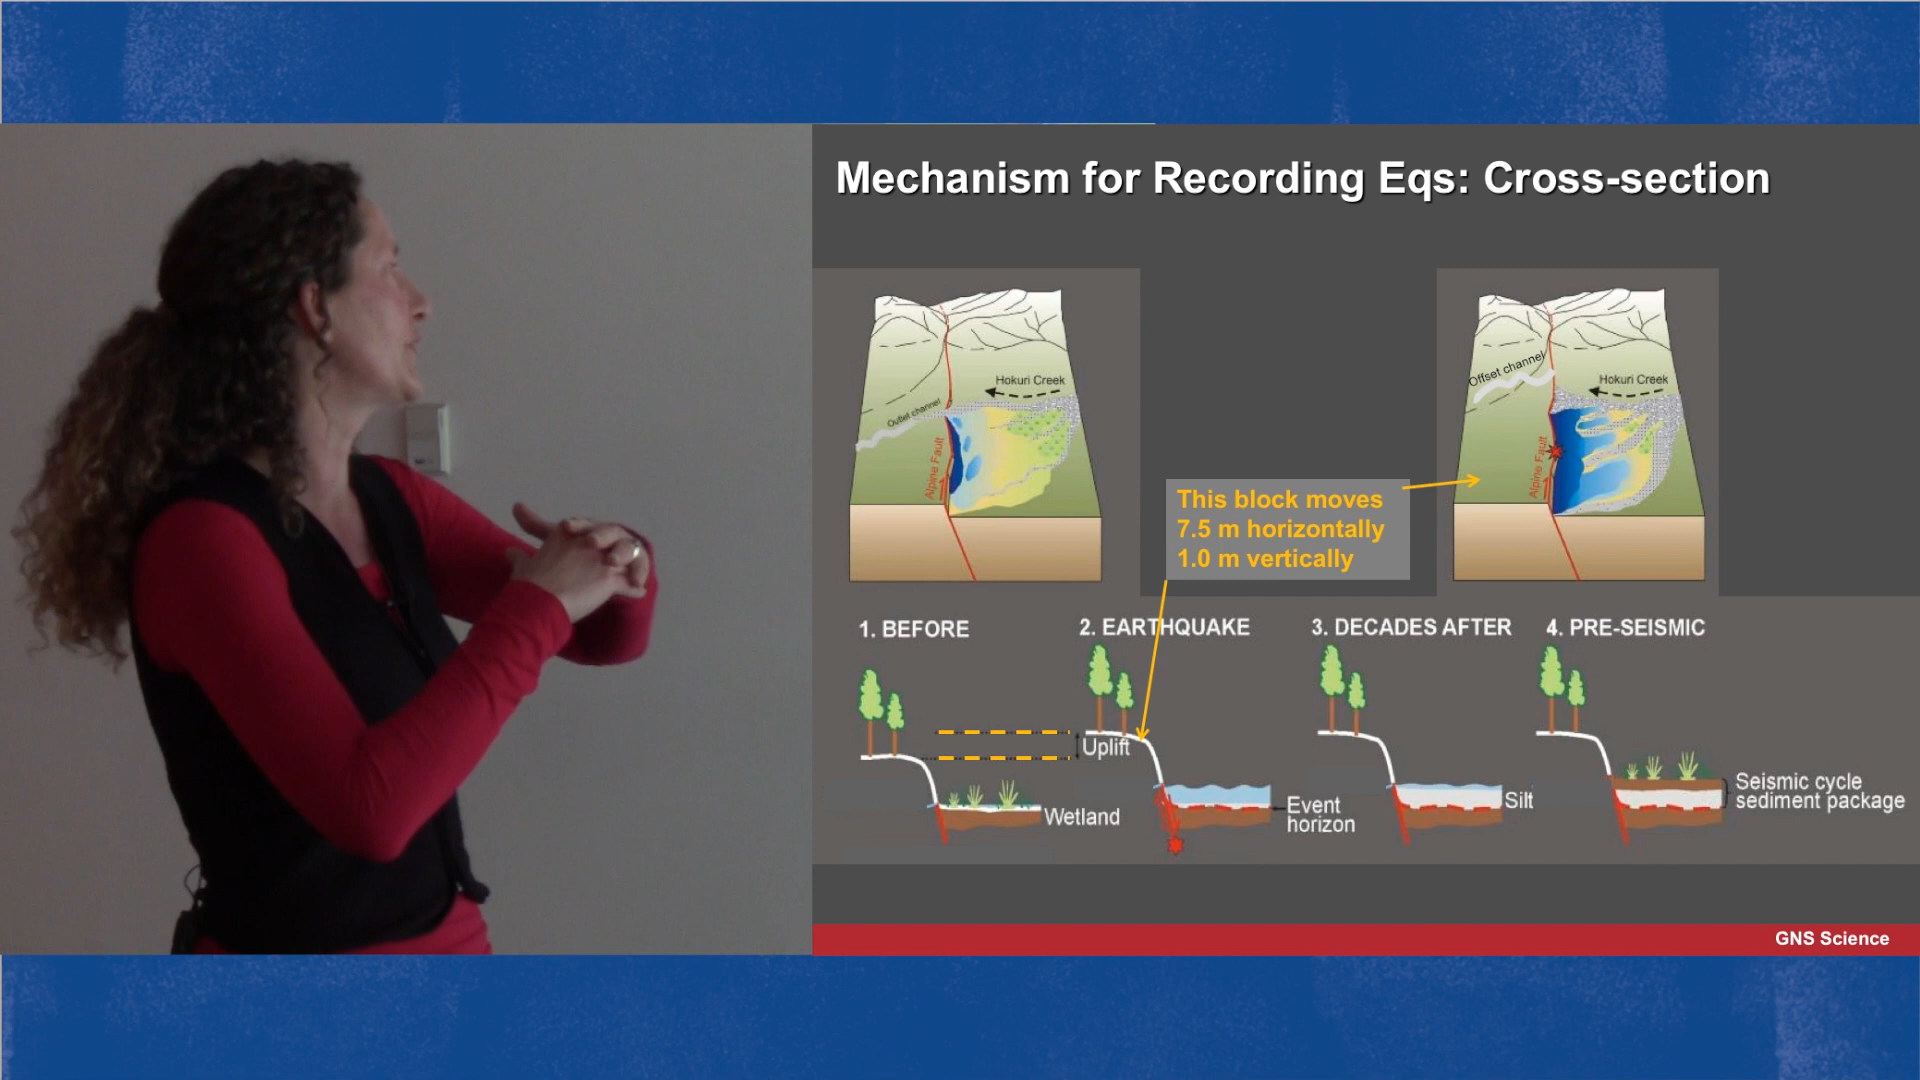 Mechanism for Recording Eqs: Cross-section
Hokuri Creek
Outlet channel
Alpine Fault
Offset channel
Hokuri Creek
Alpine Fault
This block moves
7.5 m horizontally
1.0 m vertically
1. BEFORE
2. EARTHQUAKE
3. DECADES AFTER
4. PRE-SEISMIC
Uplift
Wetland
Event
horizon
Silt
Seismic cycle
sediment package
GNS Science